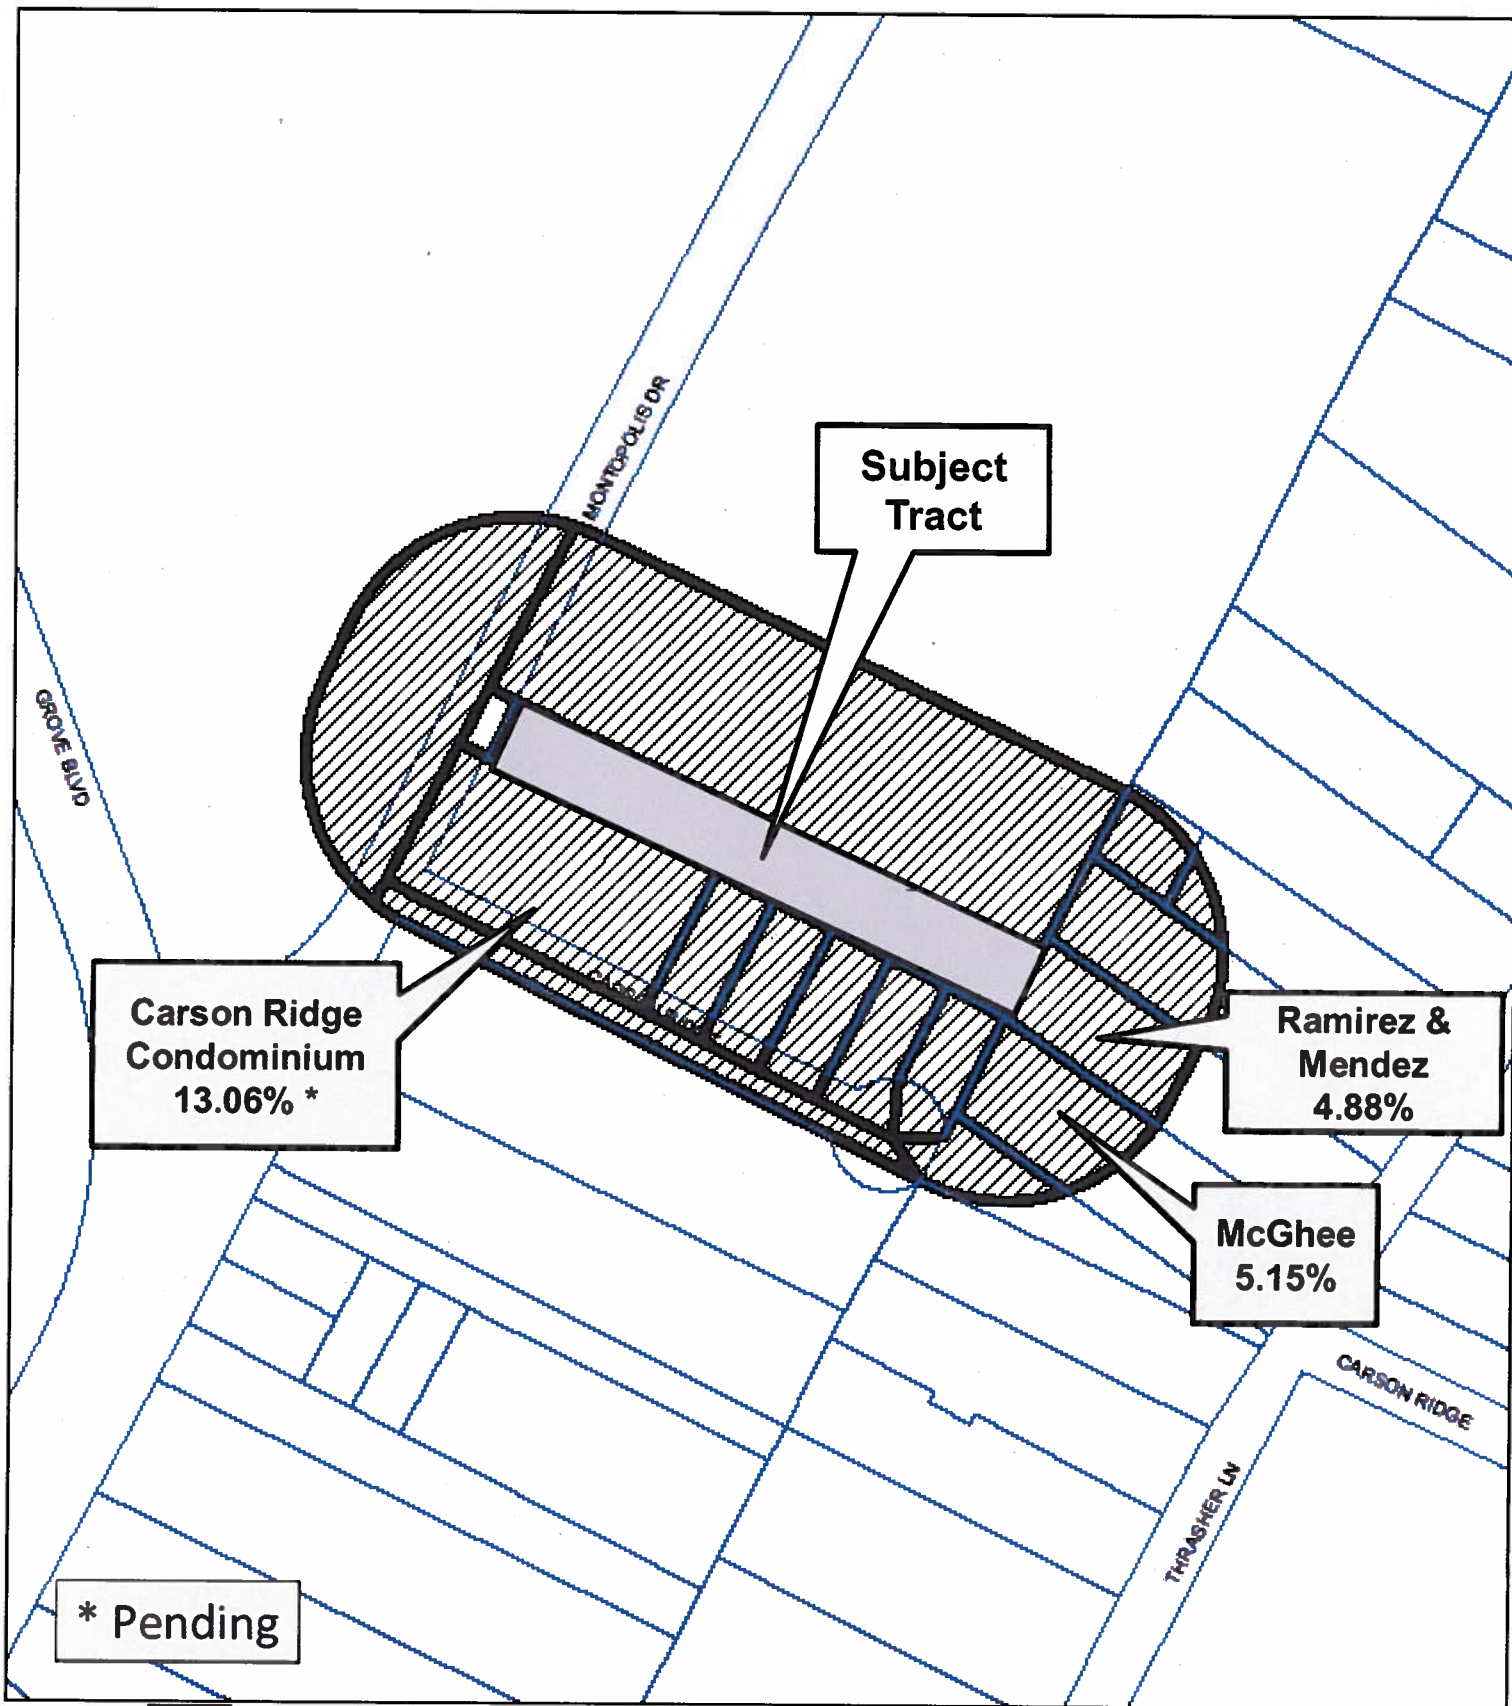 MONTOPOLIS DR
Subject
Tract
GROVE BLVD
Carson Ridge
Condominium
13.06% *
Ramirez &
Mendez
4.88%
McGhee
5.15%
CARSON RIDGE
THRASHER LN
* Pending